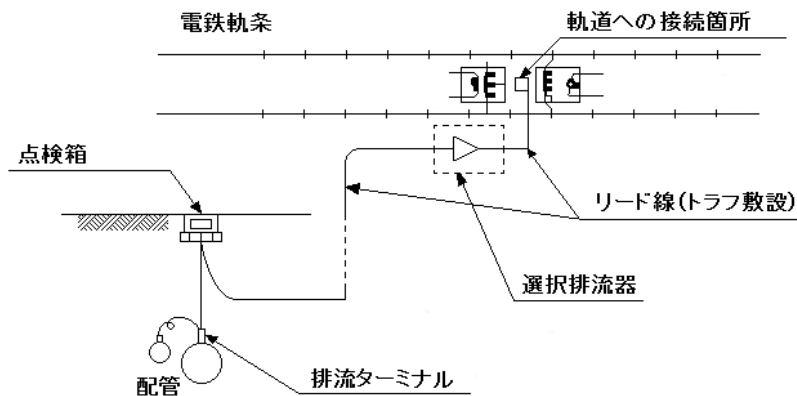 電鉄軌条
軌道への接続箇所
点検箱
リード線(トラフ敷設)
選択排流器
配管
排流ターミナル